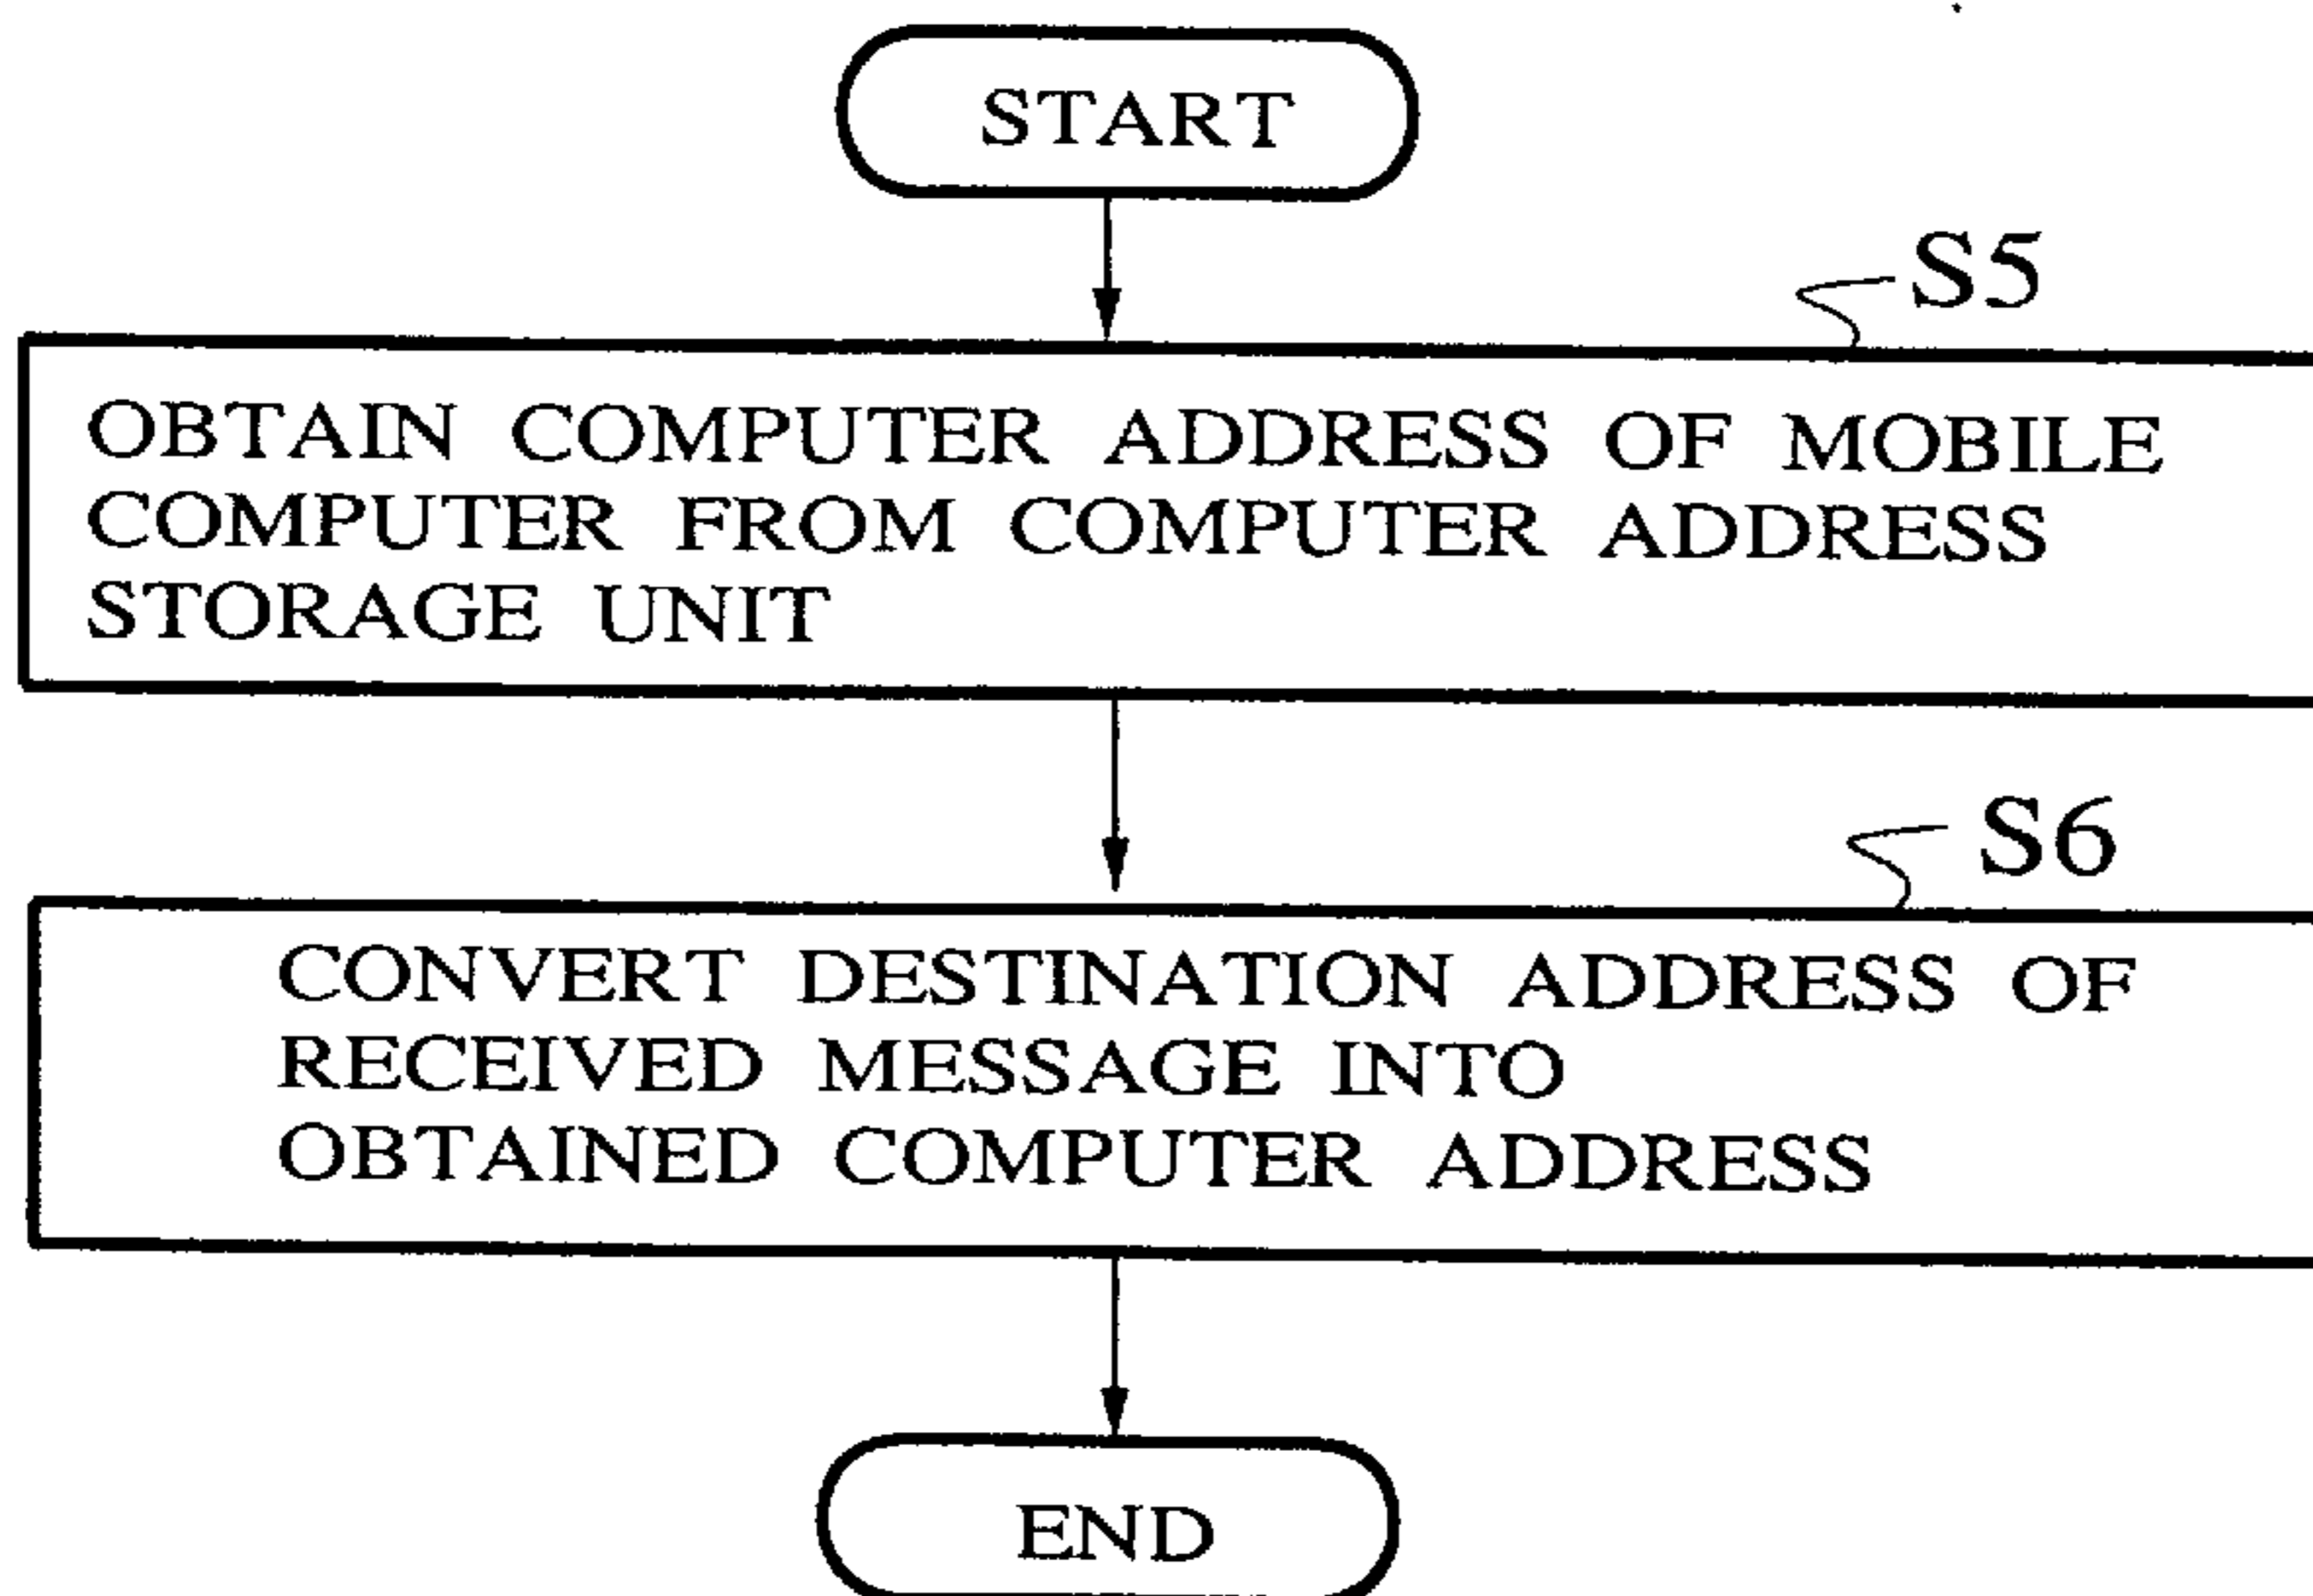 START
S5
OBTAIN COMPUTER ADDRESS OF MOBILE
COMPUTER FROM COMPUTER ADDRESS
STORAGE UNIT
S6
CONVERT DESTINATION ADDRESS OF
RECEIVED MESSAGE INTO
OBTAINED COMPUTER ADDRESS
END